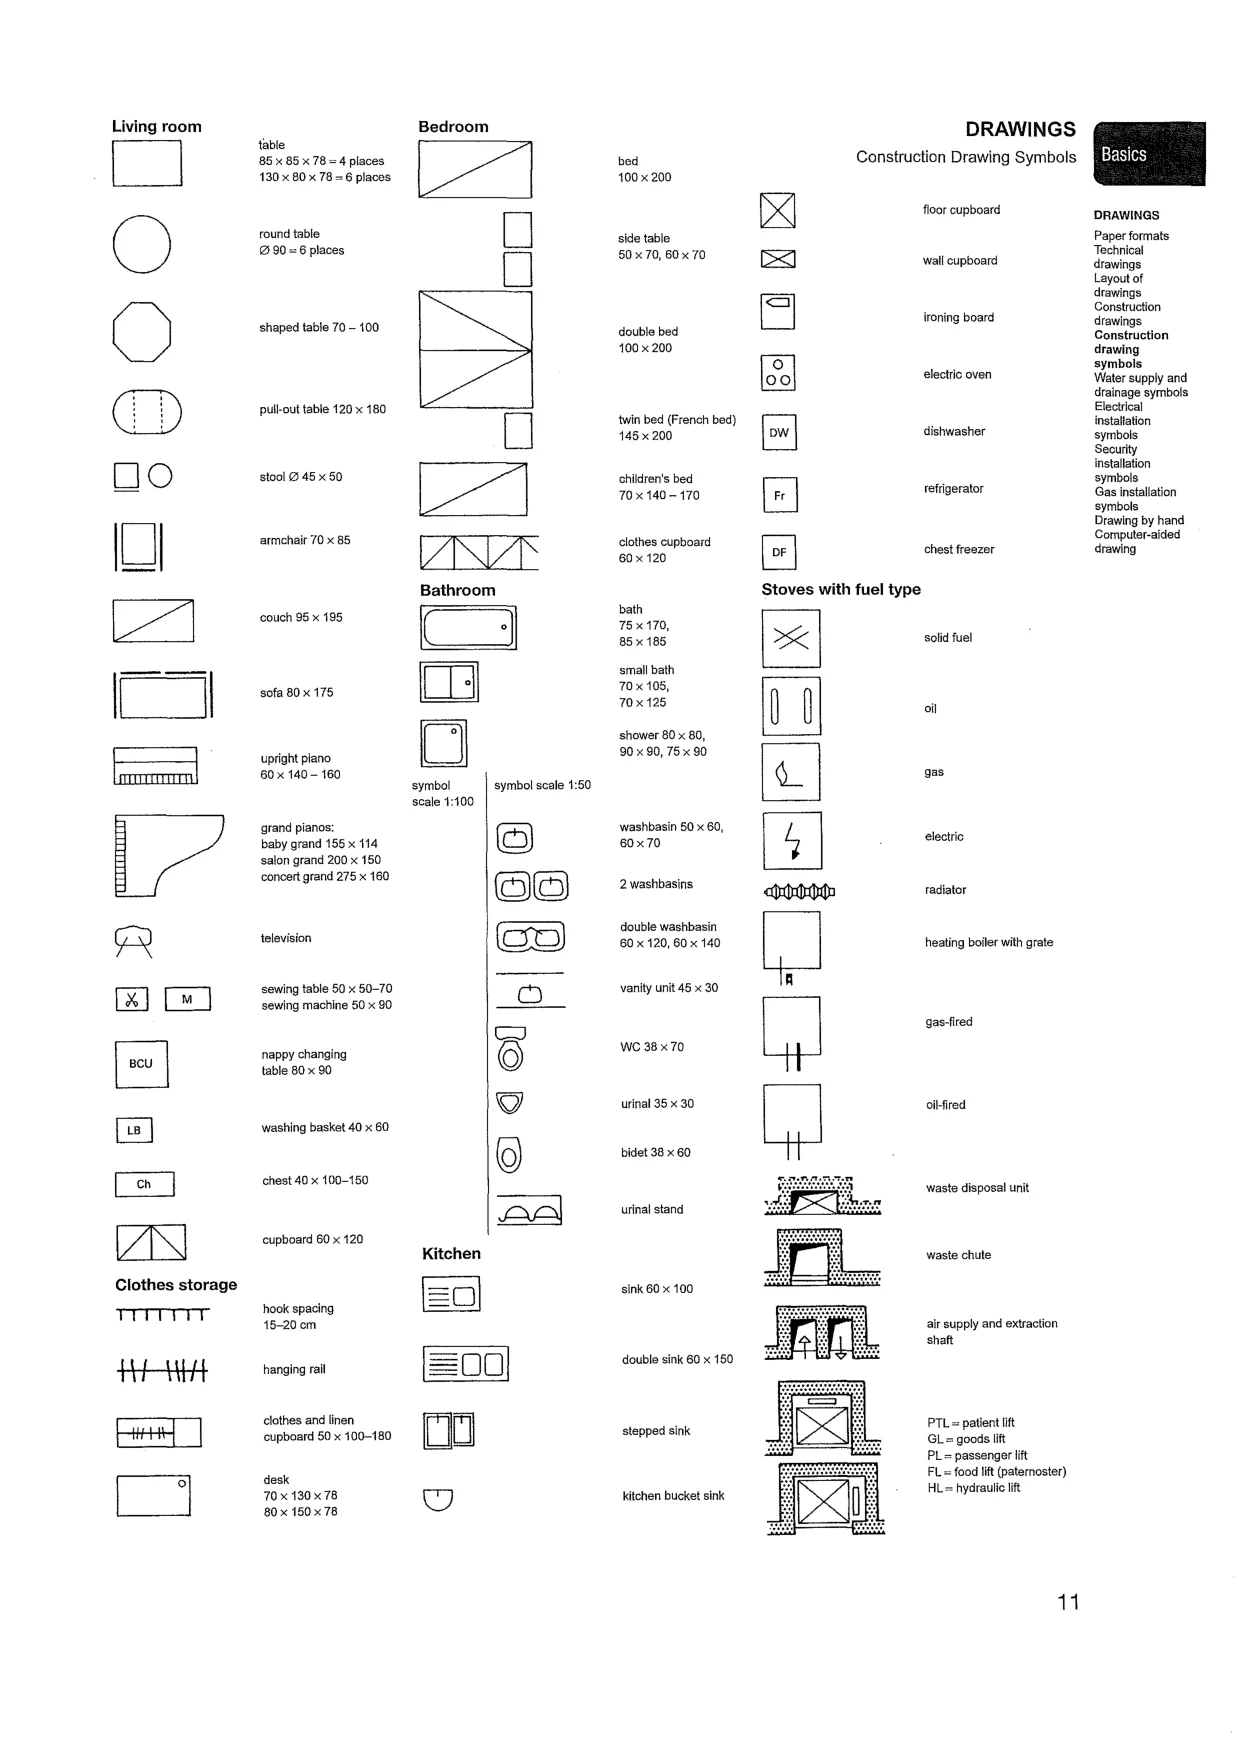 Living room
table
85 x 85 x 78 = 4 places
130 x 80 x 78 = 6 places
round table
Ø 90 = 6 places
shaped table 70 – 100
pull-out table 120 x 180
stool Ø 45 x 50
armchair 70 x 85
couch 95 x 195
sofa 80 x 175
upright piano
60 x 140 – 160
grand pianos:
baby grand 155 x 114
salon grand 200 x 150
concert grand 275 x 160
television
M
sewing table 50 x 50–70
sewing machine 50 x 90
BCU
nappy changing
table 80 x 90
LB
washing basket 40 x 60
Ch
chest 40 x 100–150
cupboard 60 x 120
Clothes storage
hook spacing
15–20 cm
hanging rail
clothes and linen
cupboard 50 x 100–180
desk
70 x 130 x 78
80 x 150 x 78
Bedroom
bed
100 x 200
side table
50 x 70, 60 x 70
double bed
100 x 200
twin bed (French bed)
145 x 200
children's bed
70 x 140 – 170
clothes cupboard
60 x 120
Bathroom
bath
75 x 170,
85 x 185
small bath
70 x 105,
70 x 125
shower 80 x 80,
90 x 90, 75 x 90
symbol
scale 1:100
symbol scale 1:50
washbasin 50 x 60,
60 x 70
2 washbasins
double washbasin
60 x 120, 60 x 140
vanity unit 45 x 30
WC 38 x 70
urinal 35 x 30
bidet 38 x 60
urinal stand
Kitchen
sink 60 x 100
double sink 60 x 150
stepped sink
kitchen bucket sink
DRAWINGS
Construction Drawing Symbols
floor cupboard
wall cupboard
ironing board
electric oven
DW
dishwasher
Fr
refrigerator
DF
chest freezer
Stoves with fuel type
solid fuel
oil
gas
electric
radiator
heating boiler with grate
gas-fired
oil-fired
waste disposal unit
waste chute
air supply and extraction
shaft
PTL = patient lift
GL = goods lift
PL = passenger lift
FL = food lift (paternoster)
HL = hydraulic lift
Basics
DRAWINGS
Paper formats
Technical
drawings
Layout of
drawings
Construction
drawings
Construction
drawing
symbols
Water supply and
drainage symbols
Electrical
installation
symbols
Security
installation
symbols
Gas installation
symbols
Drawing by hand
Computer-aided
drawing
11